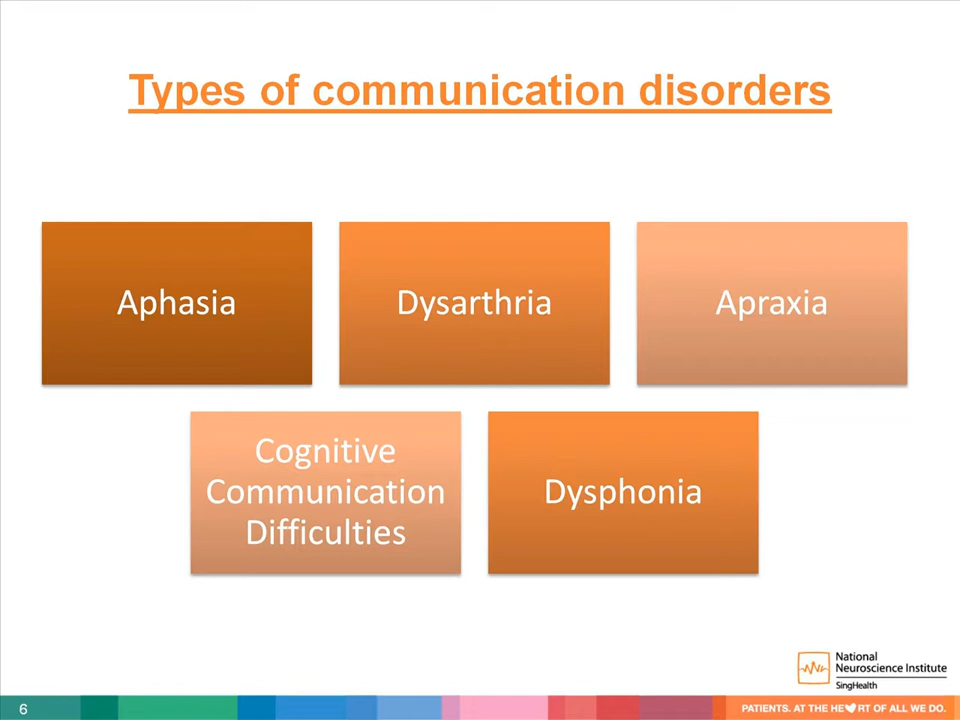 Types of communication disorders
Aphasia
Dysarthria
Apraxia
Cognitive
Communication
Difficulties
Dysphonia
National
Neuroscience Institute
SingHealth
6
PATIENTS. AT THE HE♥RT OF ALL WE DO.